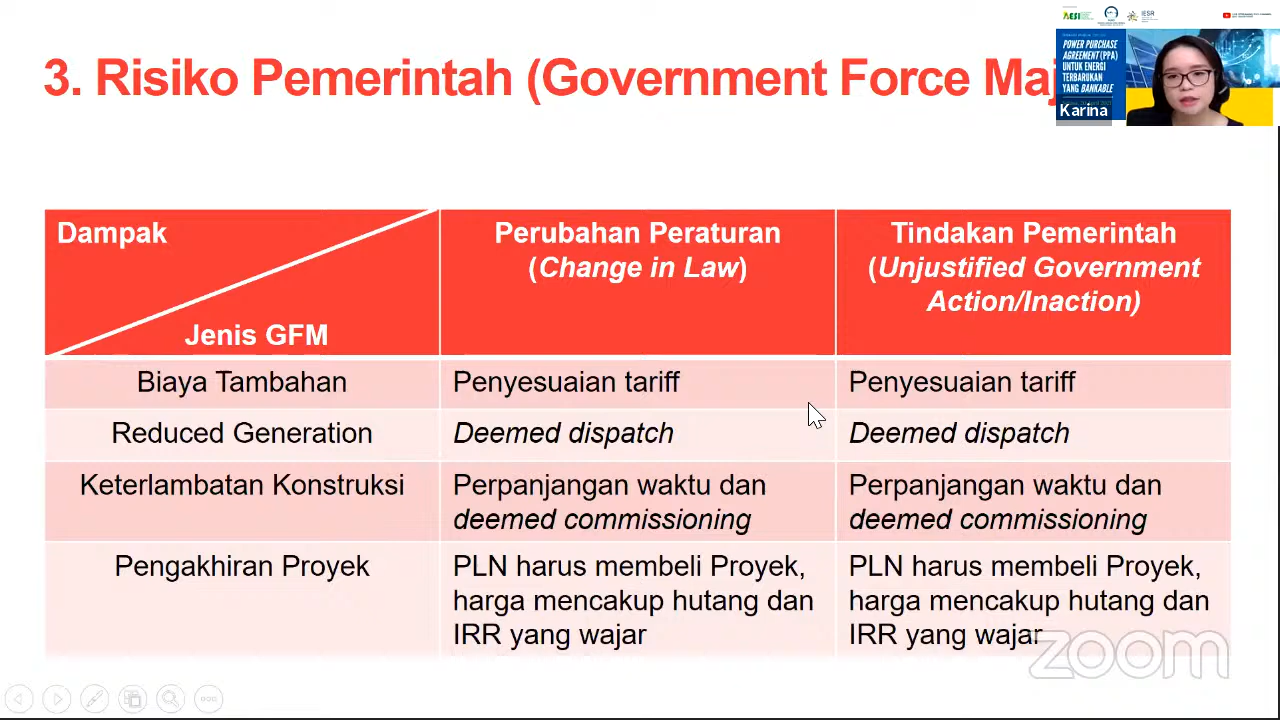 3. Risiko Pemerintah (Government Force Maj
AESI
IESR
POWER PURCHASE
AGREEMENT (PPA)
UNTUK ENERGI
TERBARUKAN
YANG BANKABLE
Karina
Dampak
Jenis GFM
Perubahan Peraturan
(Change in Law)
Tindakan Pemerintah
(Unjustified Government
Action/Inaction)
Biaya Tambahan
Penyesuaian tariff
Penyesuaian tariff
Reduced Generation
Deemed dispatch
Deemed dispatch
Keterlambatan Konstruksi
Perpanjangan waktu dan
deemed commissioning
Perpanjangan waktu dan
deemed commissioning
Pengakhiran Proyek
PLN harus membeli Proyek,
harga mencakup hutang dan
IRR yang wajar
PLN harus membeli Proyek,
harga mencakup hutang dan
IRR yang wajar
zoom